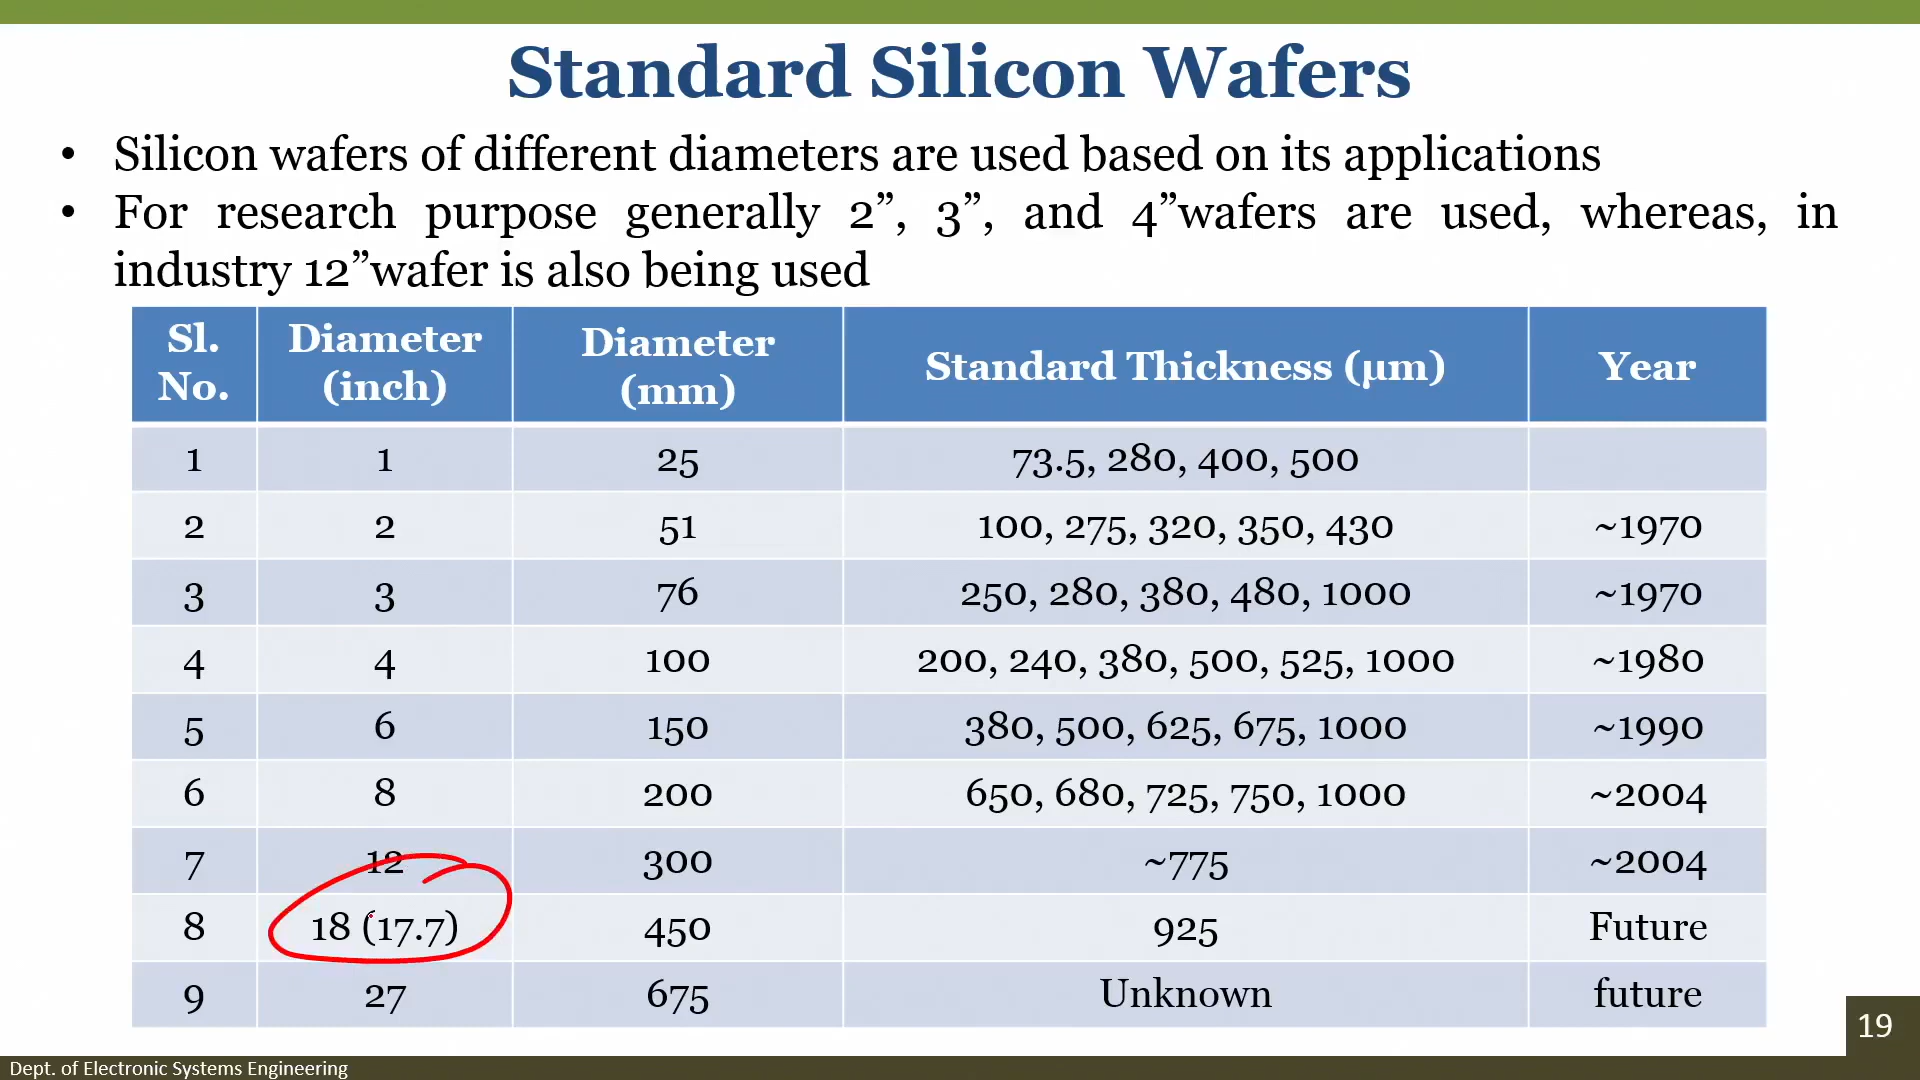 Standard Silicon Wafers
• Silicon wafers of different diameters are used based on its applications
• For research purpose generally 2”, 3”, and 4”wafers are used, whereas, in
industry 12”wafer is also being used
Sl. No. Diameter (inch) Diameter (mm) Standard Thickness (μm) Year
1 1 25 73.5, 280, 400, 500
2 2 51 100, 275, 320, 350, 430 ~1970
3 3 76 250, 280, 380, 480, 1000 ~1970
4 4 100 200, 240, 380, 500, 525, 1000 ~1980
5 6 150 380, 500, 625, 675, 1000 ~1990
6 8 200 650, 680, 725, 750, 1000 ~2004
7 12 300 ~775 ~2004
8 18 (17.7) 450 925 Future
9 27 675 Unknown future
19
Dept. of Electronic Systems Engineering